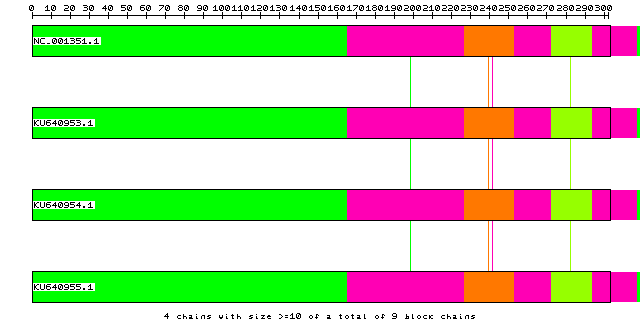 0 10 20 30 40 50 60 70 80 90 100 110 120 130 140 150 160 170 180 190 200 210 220 230 240 250 260 270 280 290 300
NC_001351.1
KU640953.1
KU640954.1
KU640955.1
4 chains with size >=10 of a total of 9 block chains